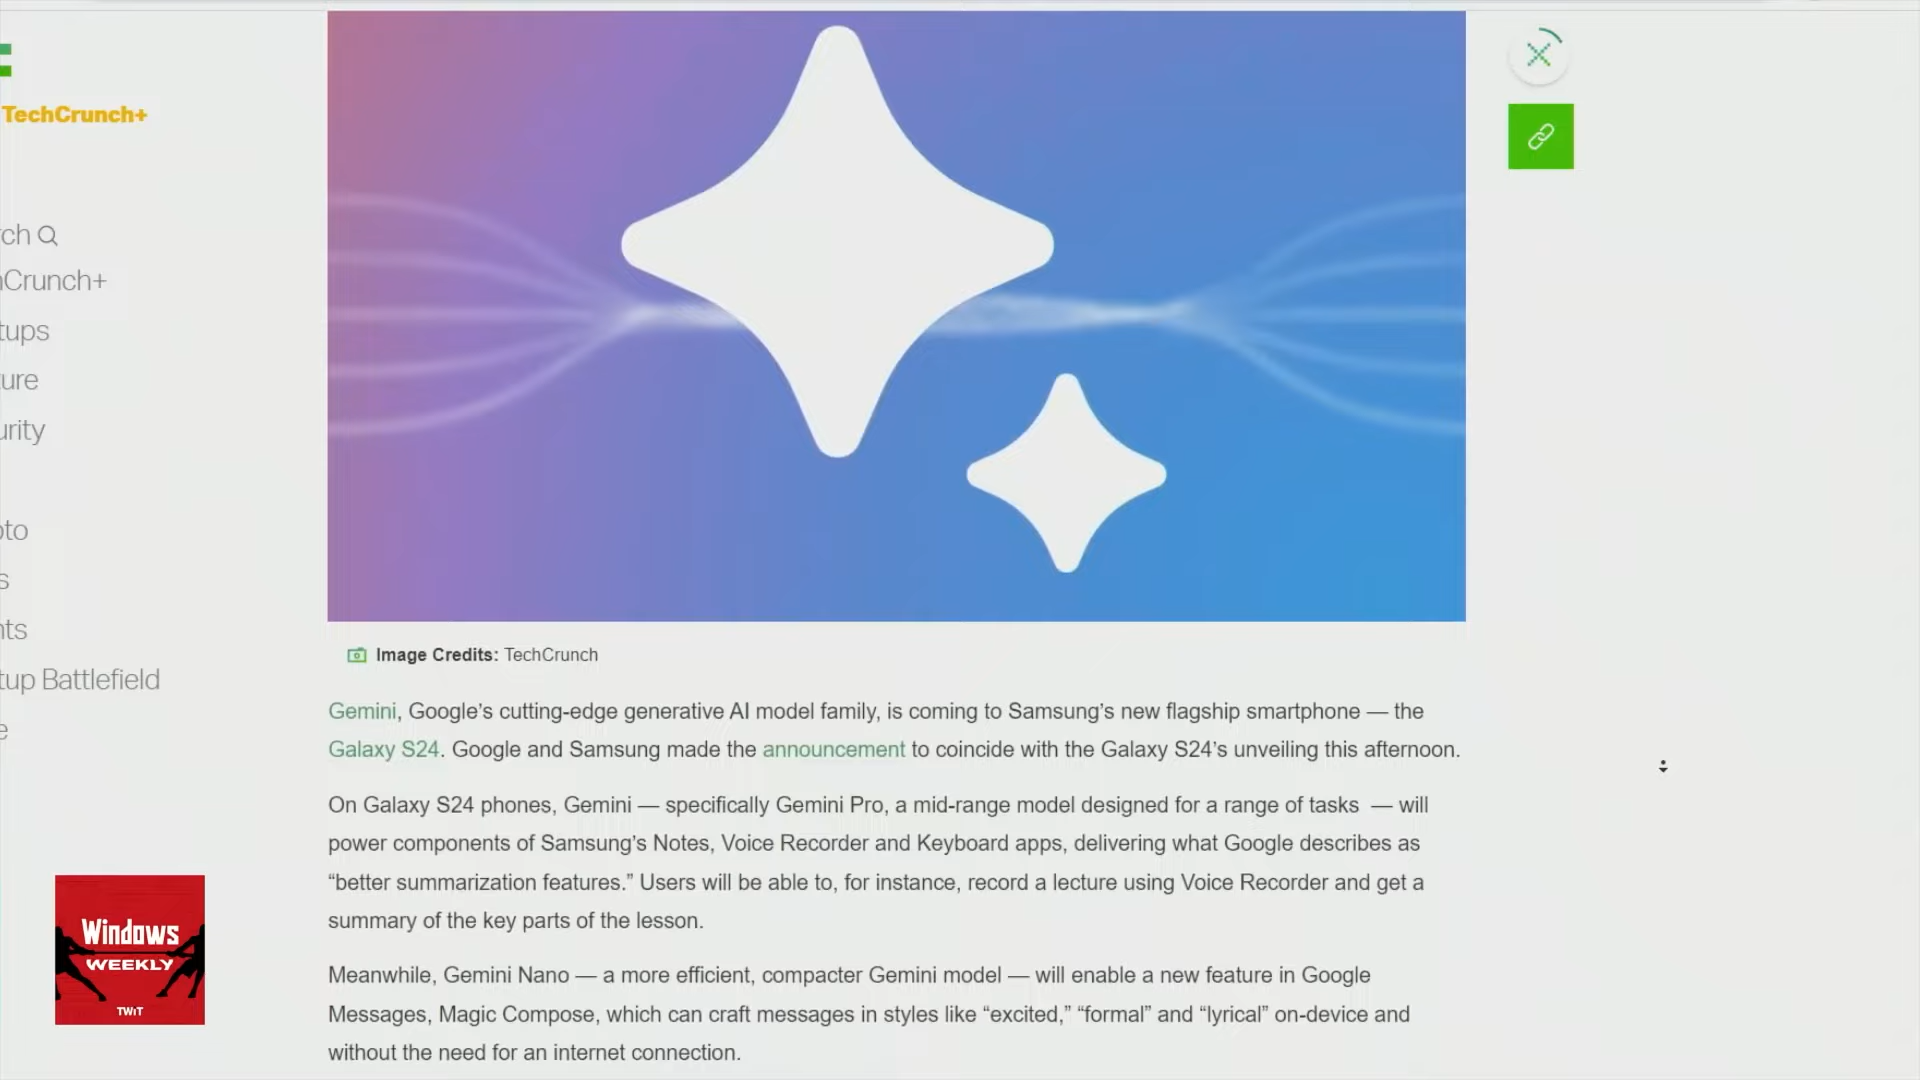 TechCrunch+
rch
nCrunch+
tups
ture
urity
pto
s
nts
tup Battlefield
e
Image Credits: TechCrunch
Gemini, Google’s cutting-edge generative AI model family, is coming to Samsung’s new flagship smartphone — the
Galaxy S24. Google and Samsung made the announcement to coincide with the Galaxy S24’s unveiling this afternoon.
On Galaxy S24 phones, Gemini — specifically Gemini Pro, a mid-range model designed for a range of tasks — will
power components of Samsung’s Notes, Voice Recorder and Keyboard apps, delivering what Google describes as
“better summarization features.” Users will be able to, for instance, record a lecture using Voice Recorder and get a
summary of the key parts of the lesson.
Meanwhile, Gemini Nano — a more efficient, compacter Gemini model — will enable a new feature in Google
Messages, Magic Compose, which can craft messages in styles like “excited,” “formal” and “lyrical” on-device and
without the need for an internet connection.
Windows
WEEKLY
TWiT